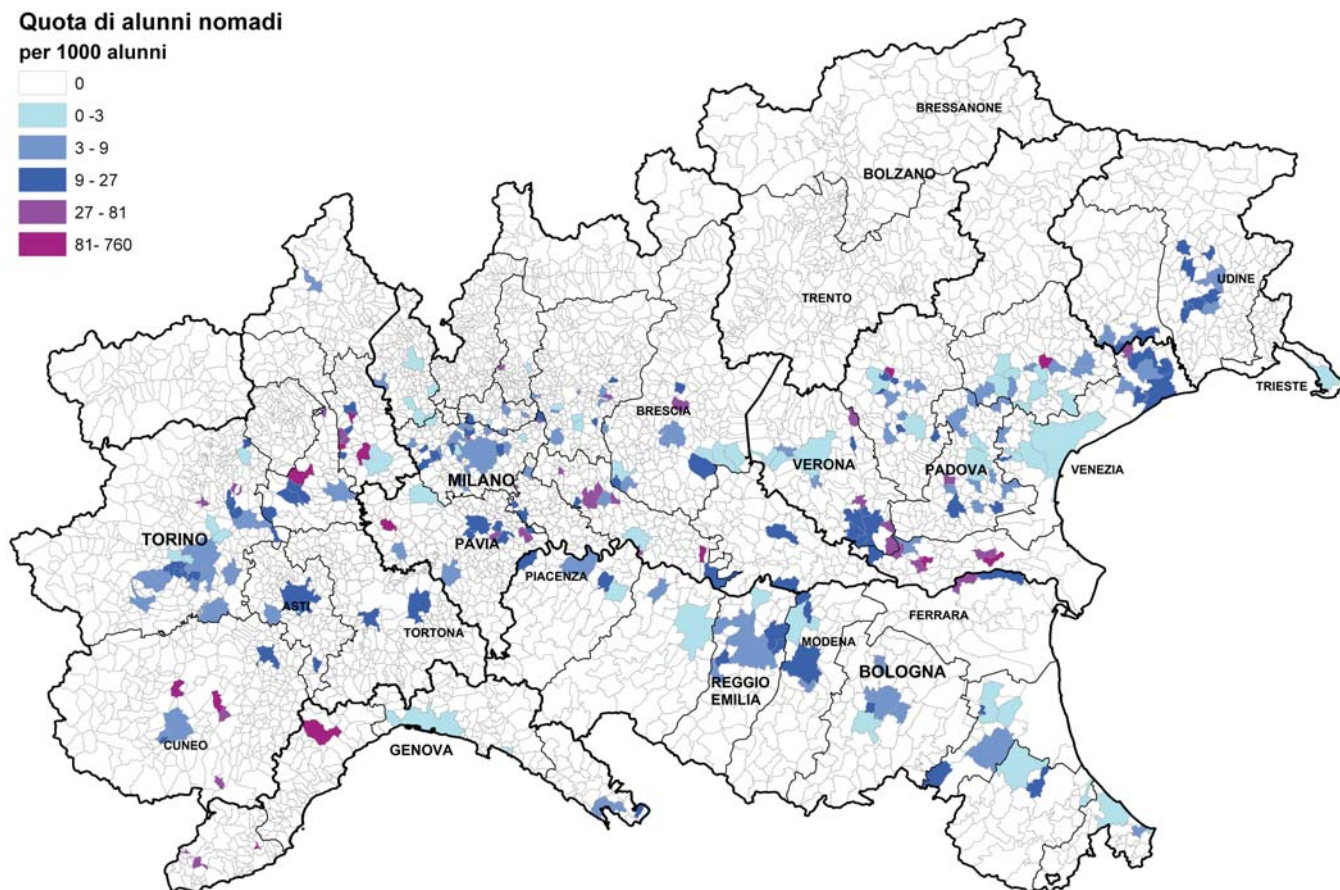 Quota di alunni nomadi
per 1000 alunni
0
0 -3
3 - 9
9 - 27
27 - 81
81- 760
BRESSANONE
BOLZANO
TRENTO
UDINE
TRIESTE
BRESCIA
MILANO
VERONA
PADOVA
VENEZIA
TORINO
PAVIA
PIACENZA
ASTI
TORTONA
FERRARA
MODENA
REGGIO
EMILIA
BOLOGNA
CUNEO
GENOVA